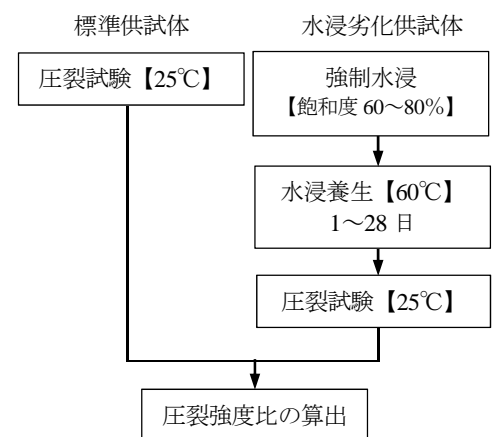 標準供試体
水浸劣化供試体
圧裂試験【25℃】
強制水浸
【飽和度 60～80%】
水浸養生【60℃】
1～28 日
圧裂試験【25℃】
圧裂強度比の算出